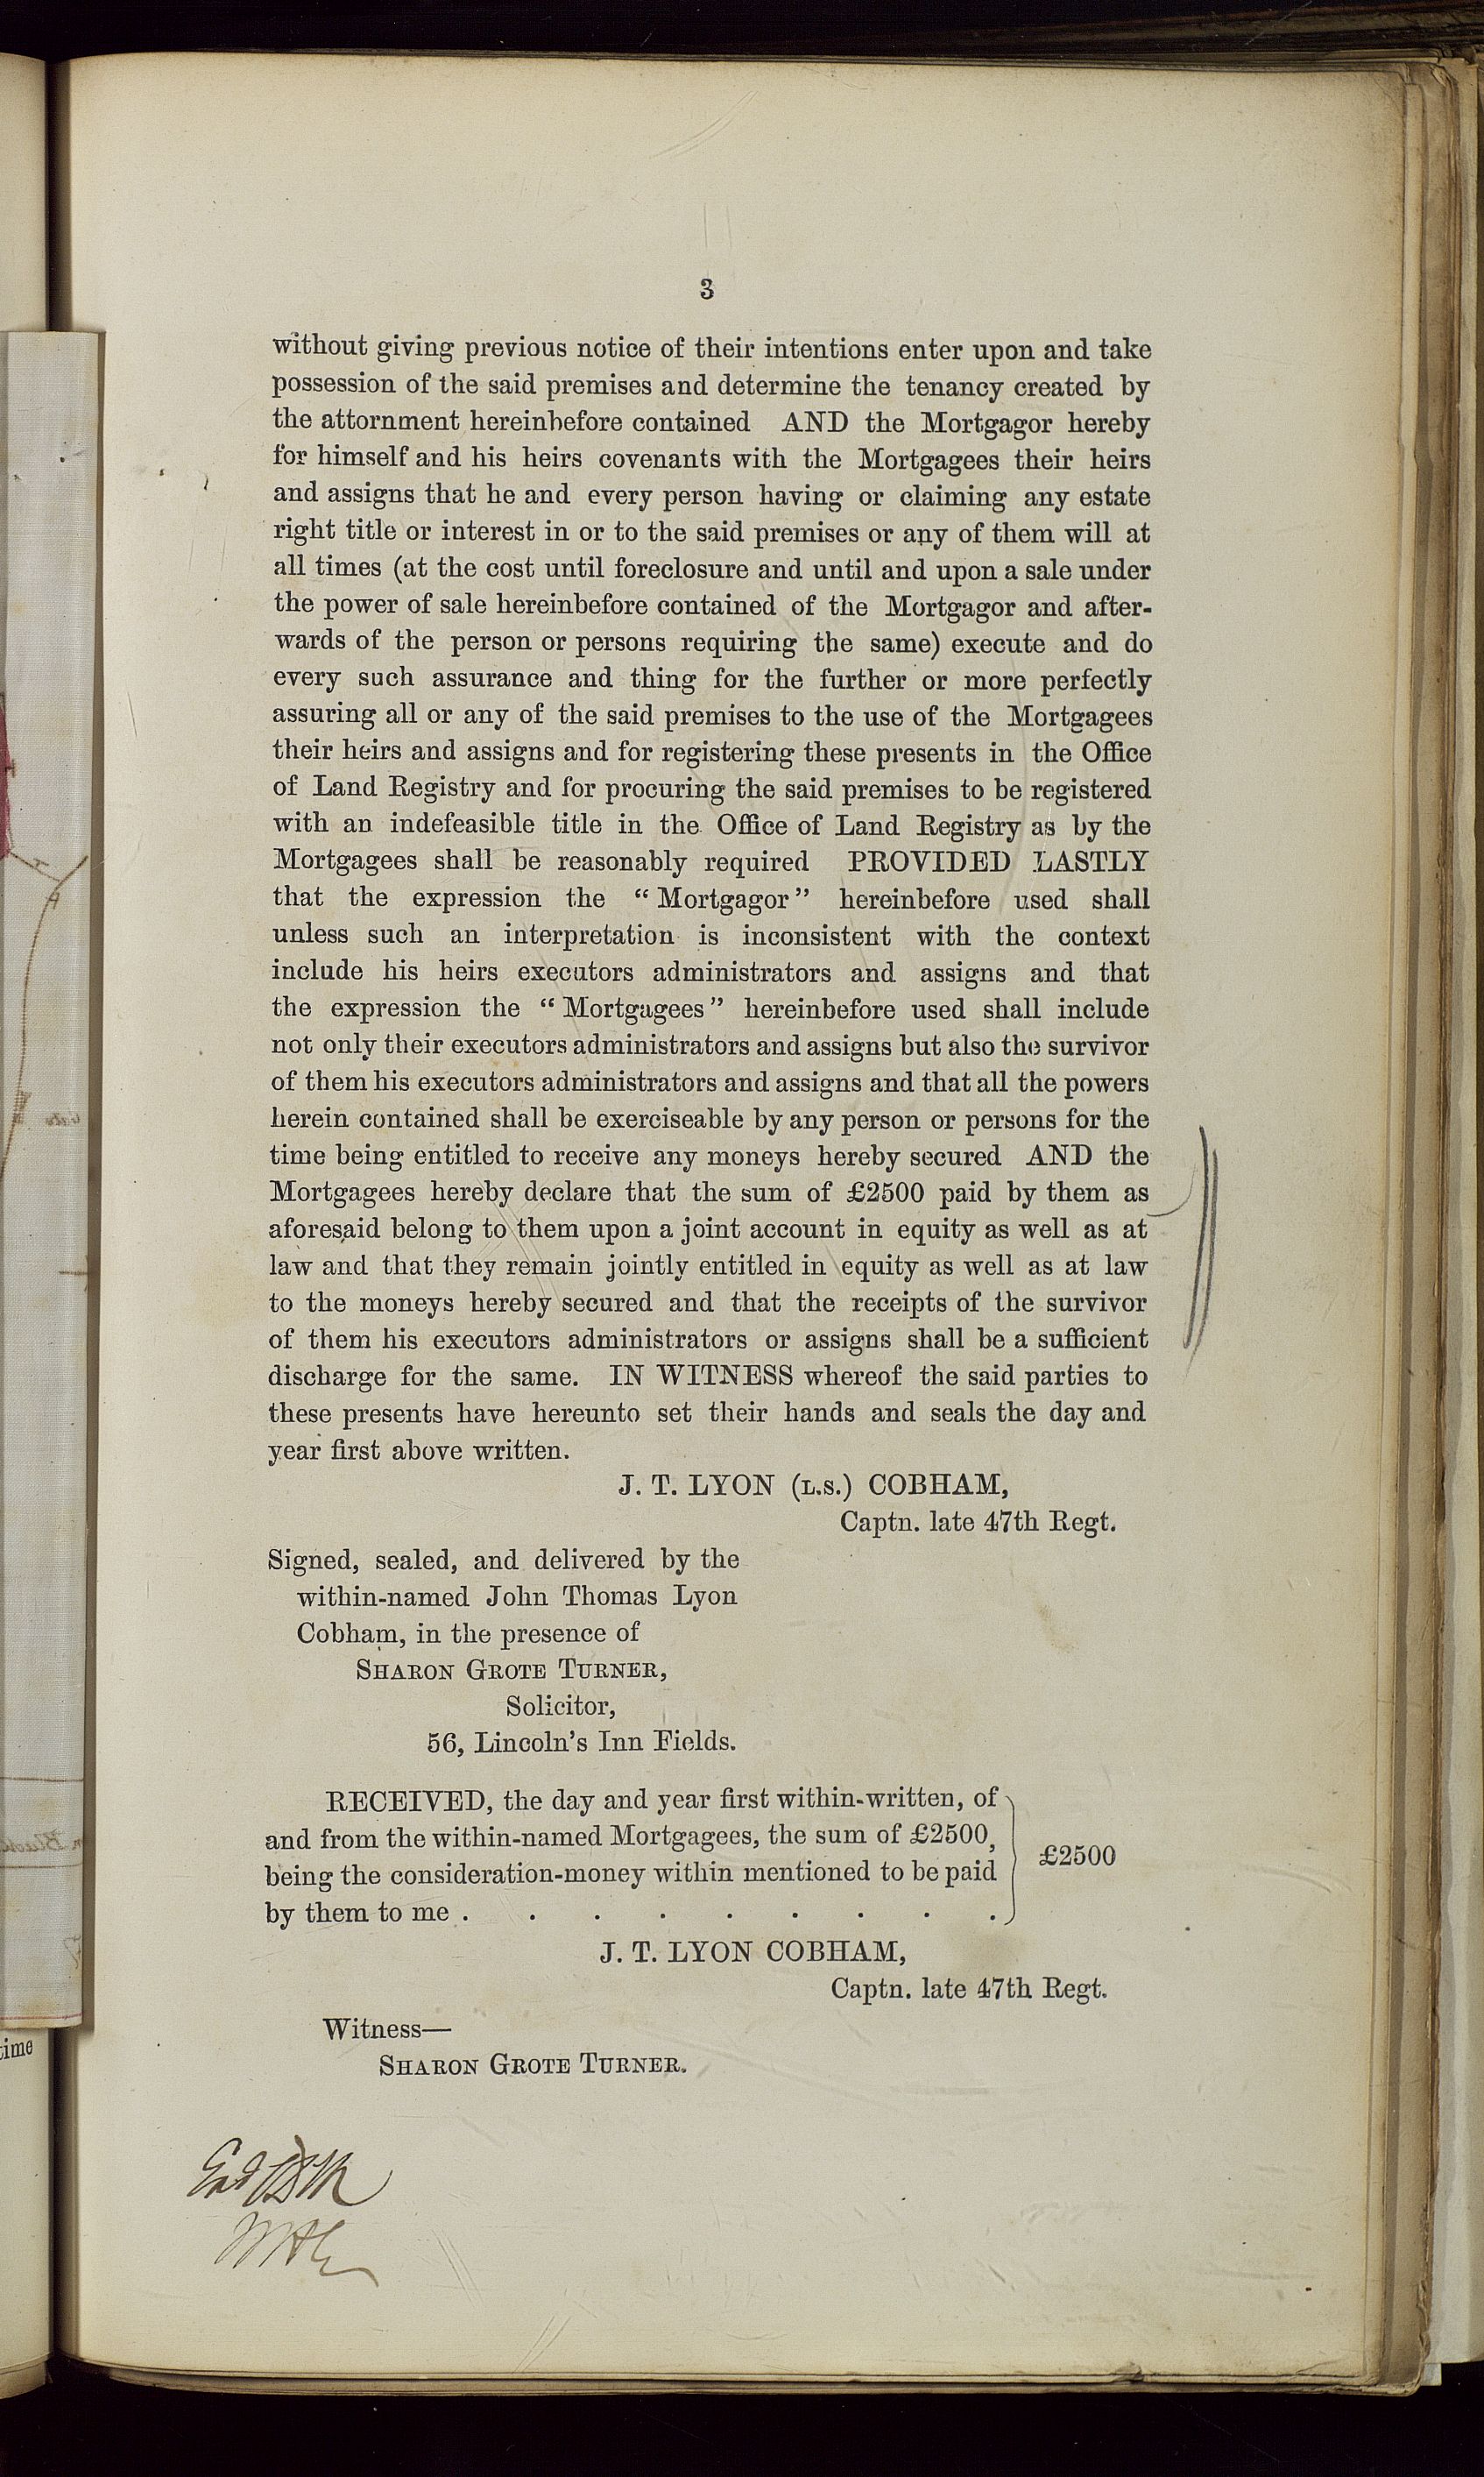 3
without giving previous notice of their intentions enter upon and take
possession of the said premises and determine the tenancy created by
the attornment hereinbefore contained AND the Mortgagor hereby
for himself and his heirs covenants with the Mortgagees their heirs
and assigns that he and every person having or claiming any estate
right title or interest in or to the said premises or any of them will at
all times (at the cost until foreclosure and until and upon a sale under
the power of sale hereinbefore contained of the Mortgagor and after-
wards of the person or persons requiring the same) execute and do
every such assurance and thing for the further or more perfectly
assuring all or any of the said premises to the use of the Mortgagees
their heirs and assigns and for registering these presents in the Office
of Land Registry and for procuring the said premises to be registered
with an indefeasible title in the Office of Land Registry as by the
Mortgagees shall be reasonably required PROVIDED LASTLY
that the expression the “Mortgagor” hereinbefore used shall
unless such an interpretation is inconsistent with the context
include his heirs executors administrators and assigns and that
the expression the “Mortgagees” hereinbefore used shall include
not only their executors administrators and assigns but also the survivor
of them his executors administrators and assigns and that all the powers
herein contained shall be exerciseable by any person or persons for the
time being entitled to receive any moneys hereby secured AND the
Mortgagees hereby declare that the sum of £2500 paid by them as
aforesaid belong to them upon a joint account in equity as well as at
law and that they remain jointly entitled in equity as well as at law
to the moneys hereby secured and that the receipts of the survivor
of them his executors administrators or assigns shall be a sufficient
discharge for the same. IN WITNESS whereof the said parties to
these presents have hereunto set their hands and seals the day and
year first above written.
J. T. LYON (L.S.) COBHAM,
Captn. late 47th Regt.
Signed, sealed, and delivered by the
within-named John Thomas Lyon
Cobham, in the presence of
SHARON GROTE TURNER,
Solicitor,
56, Lincoln’s Inn Fields.
RECEIVED, the day and year first within-written, of
and from the within-named Mortgagees, the sum of £2500,
being the consideration-money within mentioned to be paid
by them to me . . . . . . . . .
£2500
J. T. LYON COBHAM,
Captn. late 47th Regt.
Witness—
SHARON GROTE TURNER.
time